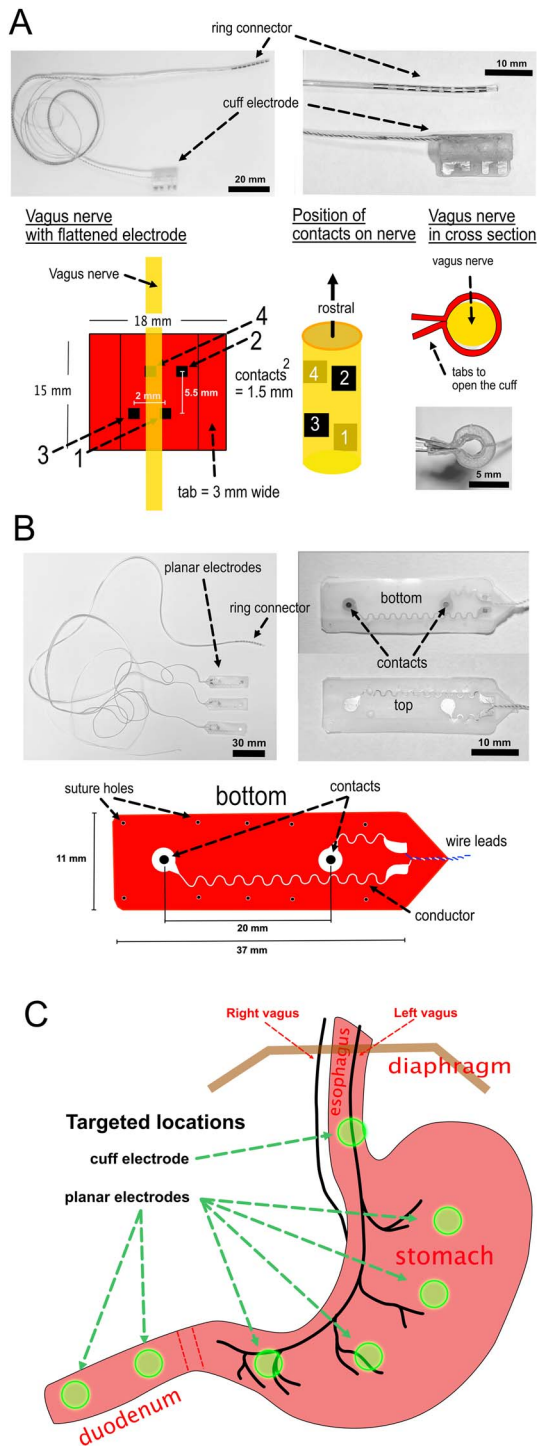 A
ring connector
10 mm
cuff electrode
20 mm
Vagus nerve
with flattened electrode
Position of
contacts on nerve
Vagus nerve
in cross section
Vagus nerve
vagus nerve
rostral
18 mm
4
2
contacts²
= 1.5 mm
15 mm
2 mm
5.5 mm
3
1
tab = 3 mm wide
4
2
3
1
tabs to
open the cuff
5 mm
B
planar electrodes
ring connector
30 mm
bottom
contacts
top
10 mm
suture holes
bottom
contacts
11 mm
wire leads
20 mm
conductor
37 mm
C
Right vagus
Left vagus
esophagus
diaphragm
Targeted locations
cuff electrode
planar electrodes
stomach
duodenum